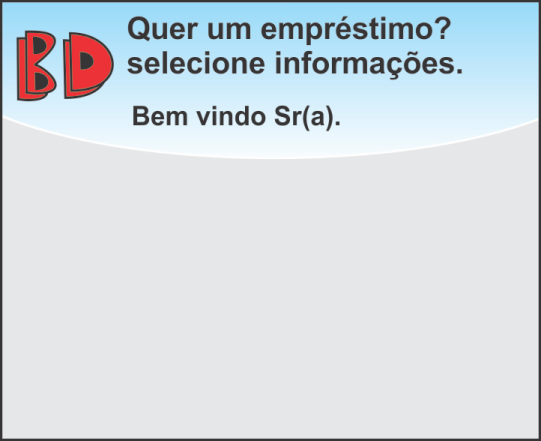 BD
Quer um empréstimo?
selecione informações.
Bem vindo Sr(a).